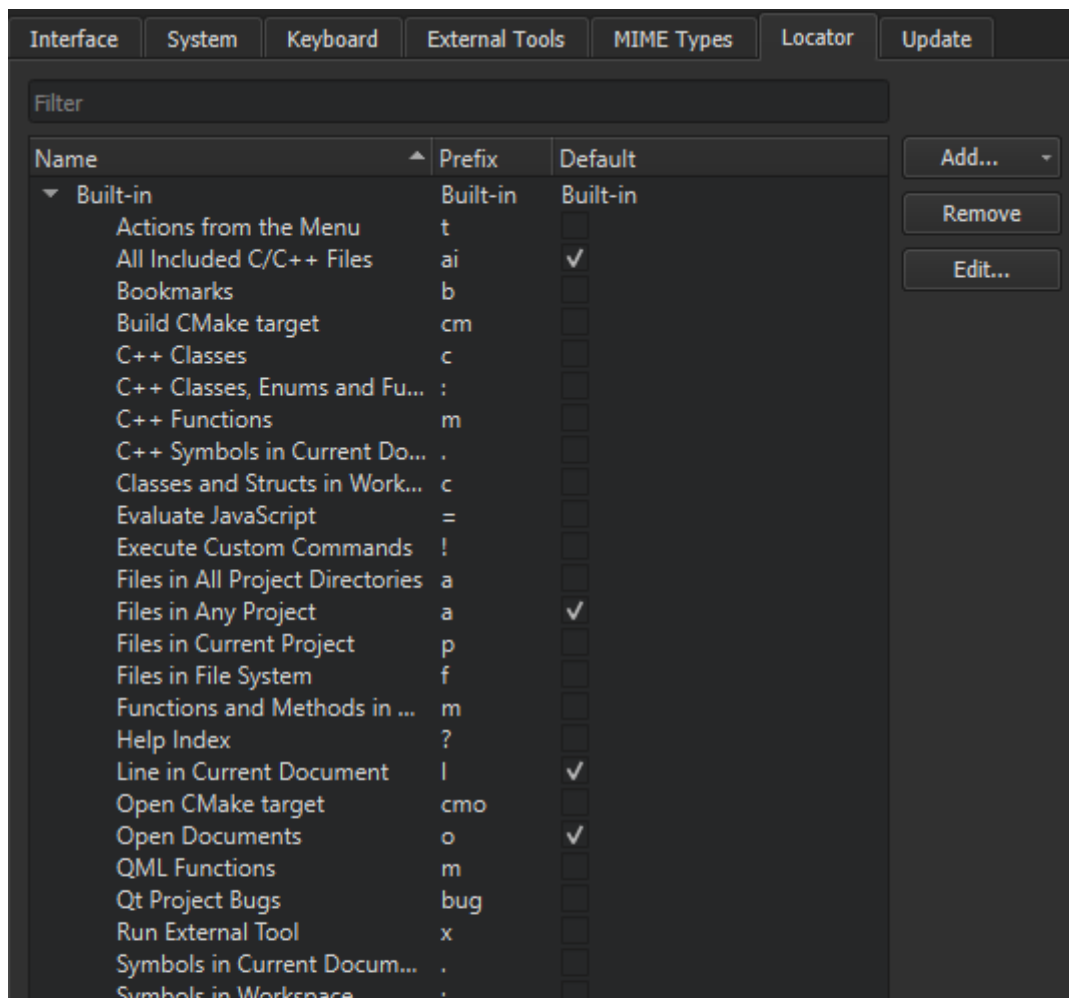 Interface System Keyboard External Tools MIME Types Locator Update
Filter
Name Prefix Default Add...
Built-in Built-in Built-in
Remove
Actions from the Menu t
All Included C/C++ Files ai
Edit...
Bookmarks b
Build CMake target cm
C++ Classes c
C++ Classes, Enums and Fu... :
C++ Functions m
C++ Symbols in Current Do... .
Classes and Structs in Work... c
Evaluate JavaScript =
Execute Custom Commands !
Files in All Project Directories a
Files in Any Project a
Files in Current Project p
Files in File System f
Functions and Methods in ... m
Help Index ?
Line in Current Document l
Open CMake target cmo
Open Documents o
QML Functions m
Qt Project Bugs bug
Run External Tool x
Symbols in Current Docum... .
Symbols in Workspace :